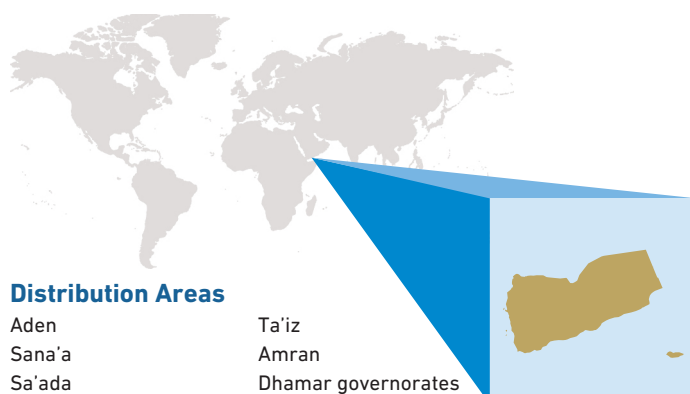 Distribution Areas
Aden
Sana’a
Sa’ada
Ta’iz
Amran
Dhamar governorates